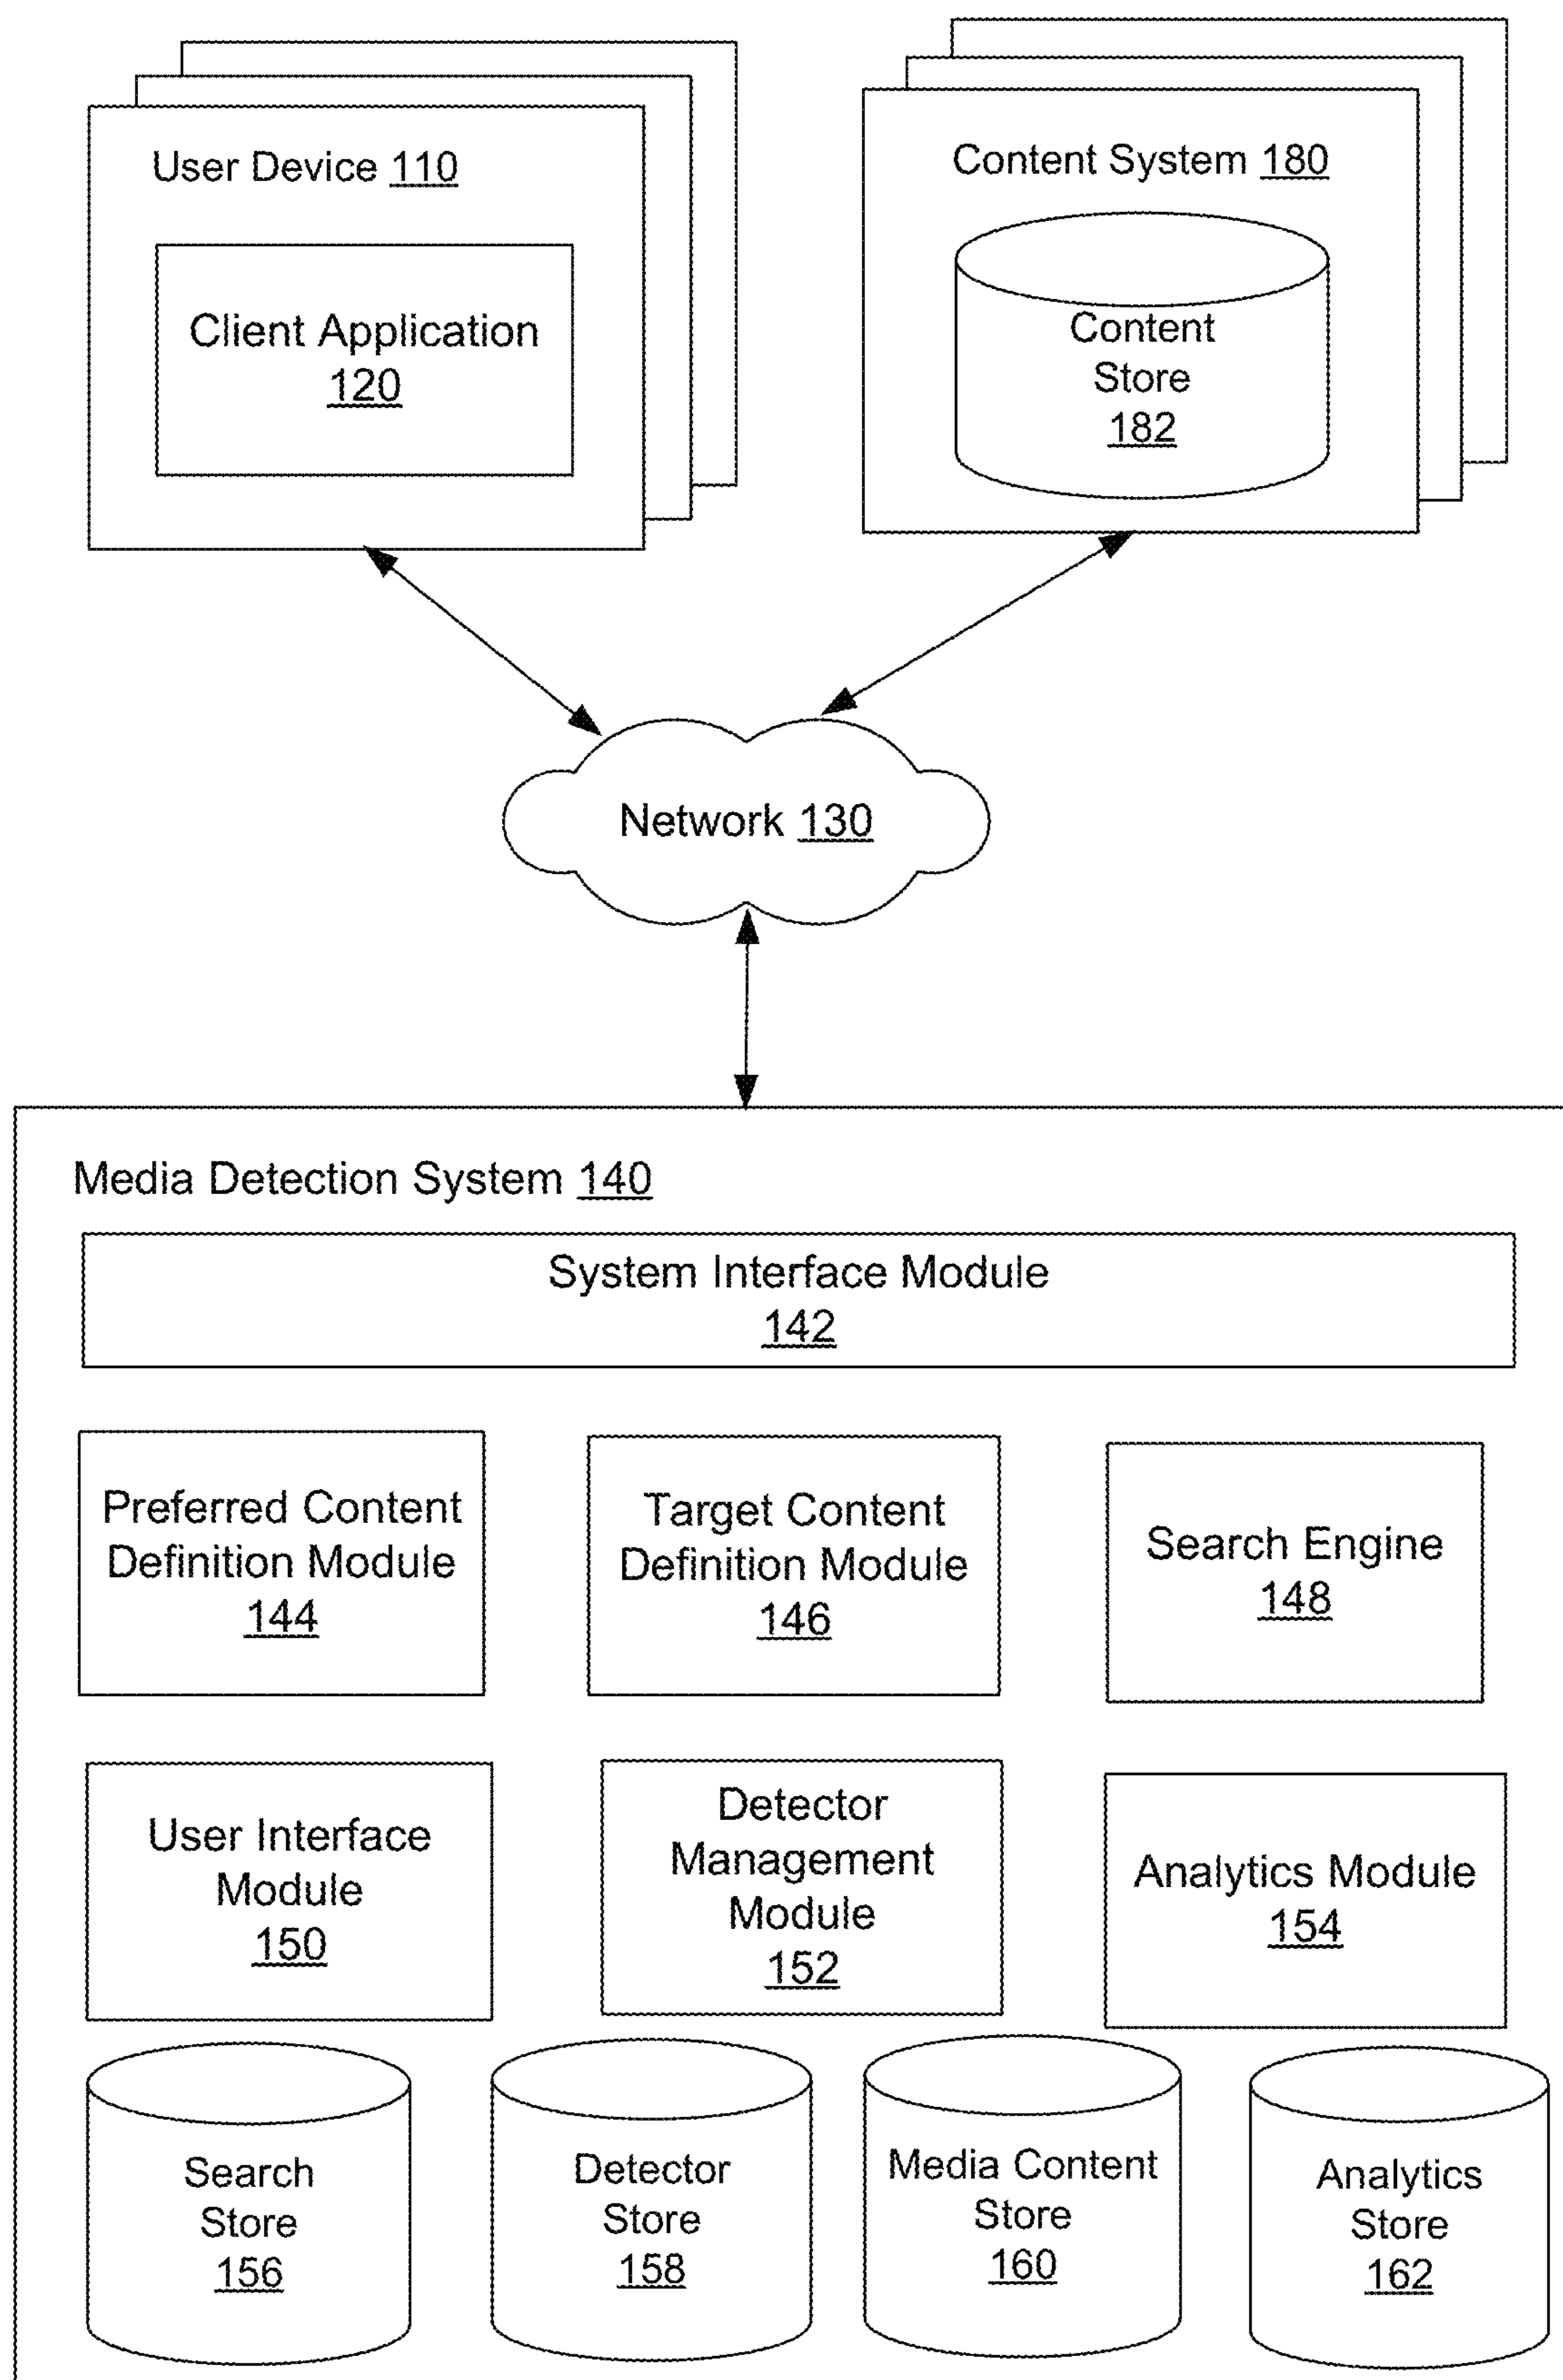 User Device 110
Client Application
120
Content System 180
Content
Store
182
Network 130
Media Detection System 140
System Interface Module
142
Preferred Content
Definition Module
144
Target Content
Definition Module
146
Search Engine
148
User Interface
Module
150
Detector
Management
Module
152
Analytics Module
154
Search
Store
156
Detector
Store
158
Media Content
Store
160
Analytics
Store
162